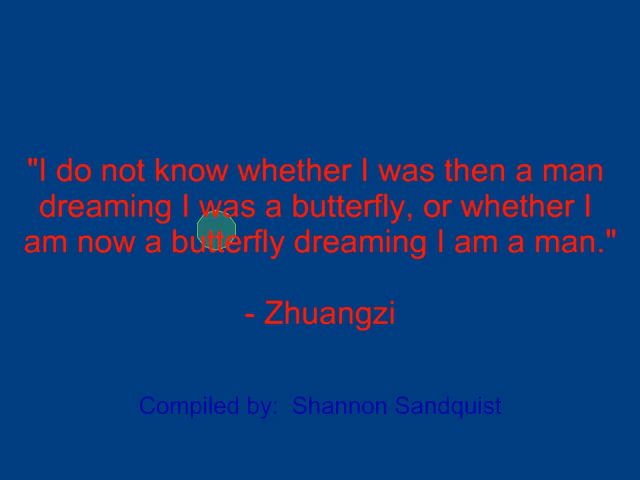 "I do not know whether I was then a man
dreaming I was a butterfly, or whether I
am now a butterfly dreaming I am a man."
- Zhuangzi
Compiled by:  Shannon Sandquist